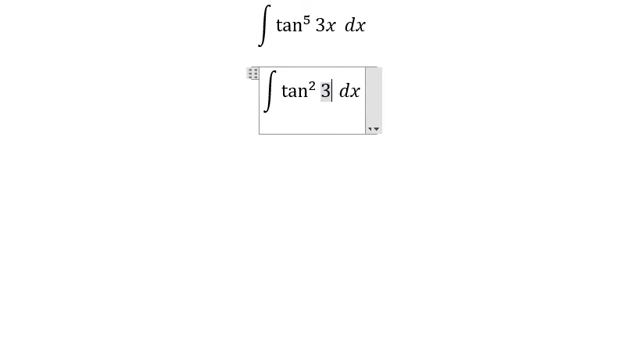 ∫ tan⁵ 3x dx
∫ tan² 3 dx